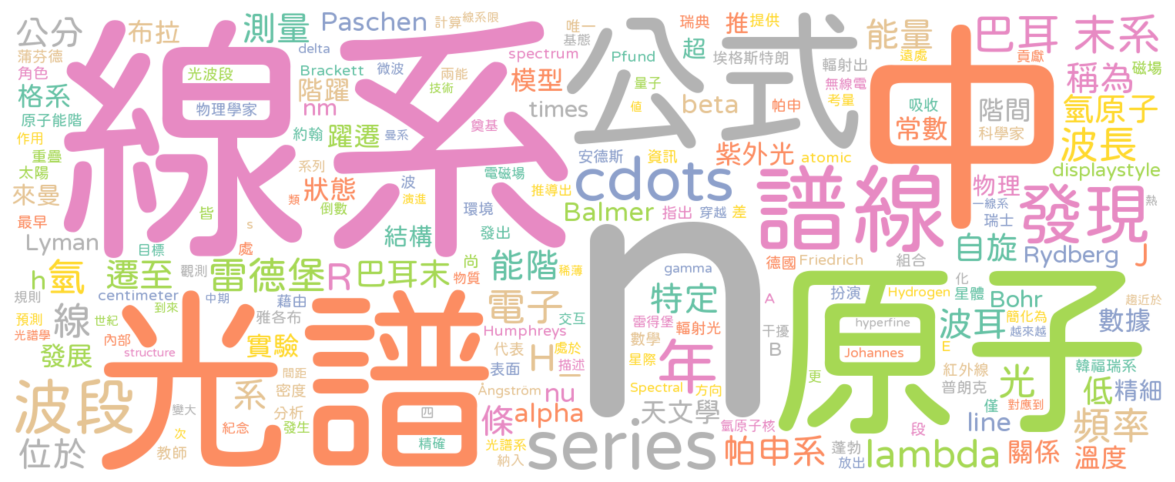 公分
布拉
測量
Paschen
計算
線系限
唯一
瑞典
推
提供
能量
遠處
巴耳
末系
蒲芬德
角色
光波段
delta
Brackett
微波
spectrum
兩能
技術
基態
Pfund
超
埃格斯特朗
輻射出
無線電
貢獻
稱為
磁場
格系
物理學家
階躍
nm
模型
線系
公式
中
times
量子
beta
值
帕申
考量
吸收
階間
氫原子
原子能階
作用
約翰
曼系
奠基
躍遷
常數
科學家
重疊
太陽
系列
波
演進
電磁場
安德斯
資訊
紫外光
atomic
波長
來曼
類
倒數
狀態
推導出
cdots
displaystyle
最早
皆
環境
Balmer
指出
穿越
差
譜線
物理
一線系
發現
熱
Lyman
s
處
結構
發出
瑞士
目標
尚
n
德國
Friedrich
組合
自旋
Rydberg
J
h
氫
遷至
觀測
雷德堡
R
巴耳末
物質
能階
稀薄
gamma
化
星體
規則
centimeter
中期
藉由
電子
特定
A
扮演
Hydrogen
Bohr
簡化為
趨近於
預測
線
到來
世紀
雅各布
Humphreys
交互
雷得堡
輻射光
干擾
原子
hyperfine
波耳
越來越
數據
光譜學
內部
發展
structure
實驗
代表
H
處於
數學
年
B
Johannes
E
光譜
間距
表面
一
描述
星際
Spectral
方向
更
紅外線
光
韓福瑞系
波段
密度
系
Ångström
nu
普朗克
低
精細
變大
分析
發生
四
條
alpha
天文學
氫原子核
僅
對應到
位於
次
紀念
教師
精確
光譜系
納入
series
帕申系
蓬勃
放出
段
lambda
line
關係
頻率
溫度